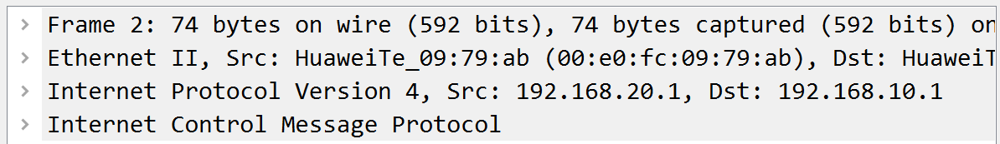 Frame 2: 74 bytes on wire (592 bits), 74 bytes captured (592 bits) on
Ethernet II, Src: HuaweiTe_09:79:ab (00:e0:fc:09:79:ab), Dst: HuaweiT
Internet Protocol Version 4, Src: 192.168.20.1, Dst: 192.168.10.1
Internet Control Message Protocol